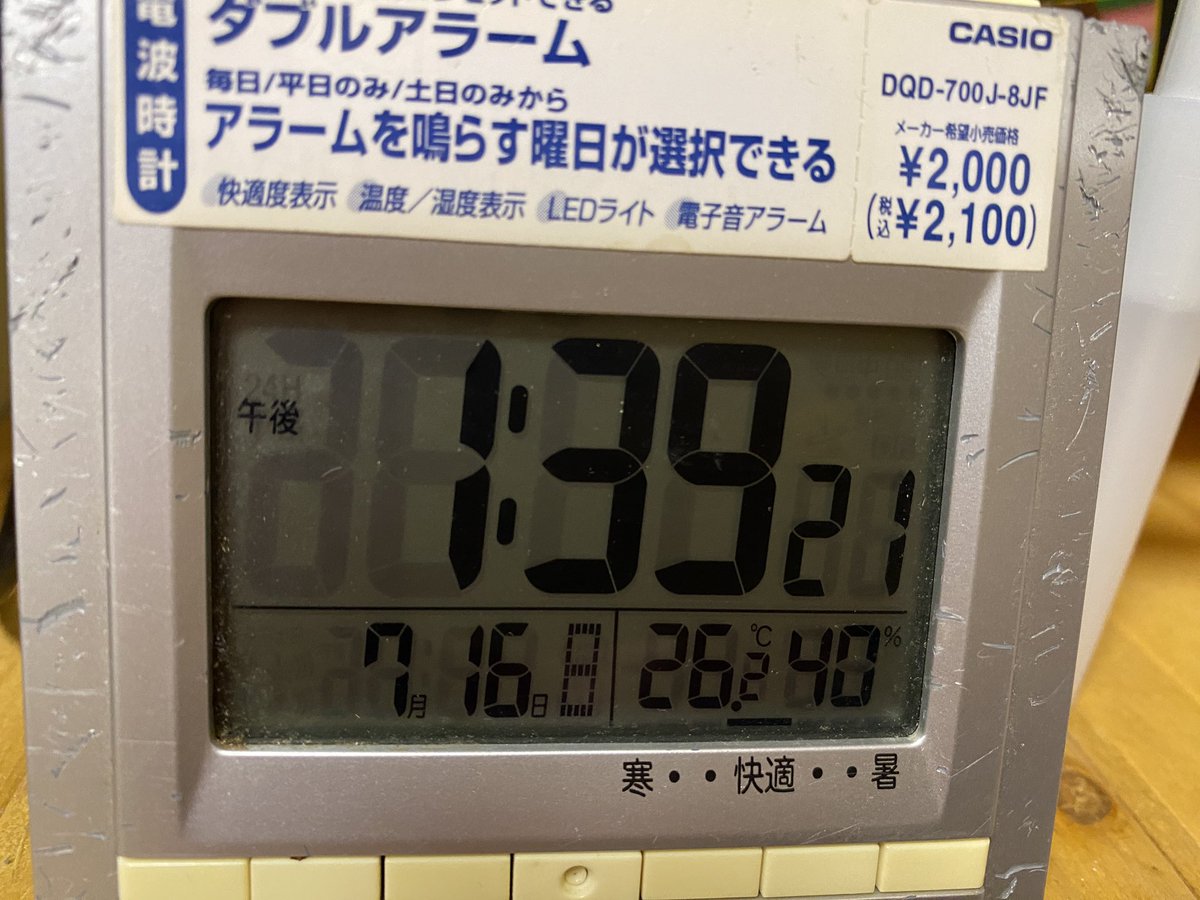 電波時計
ダブルアラーム
毎日/平日のみ/土日のみから
アラームを鳴らす曜日が選択できる
快適度表示 温度/湿度表示 LEDライト 電子音アラーム
CASIO
DQD-700J-8JF
メーカー希望小売価格
¥2,000
(税込¥2,100)
24H
午後 1:39 21
7月 16日 日 26.2℃ 40%
寒・・快適・・暑